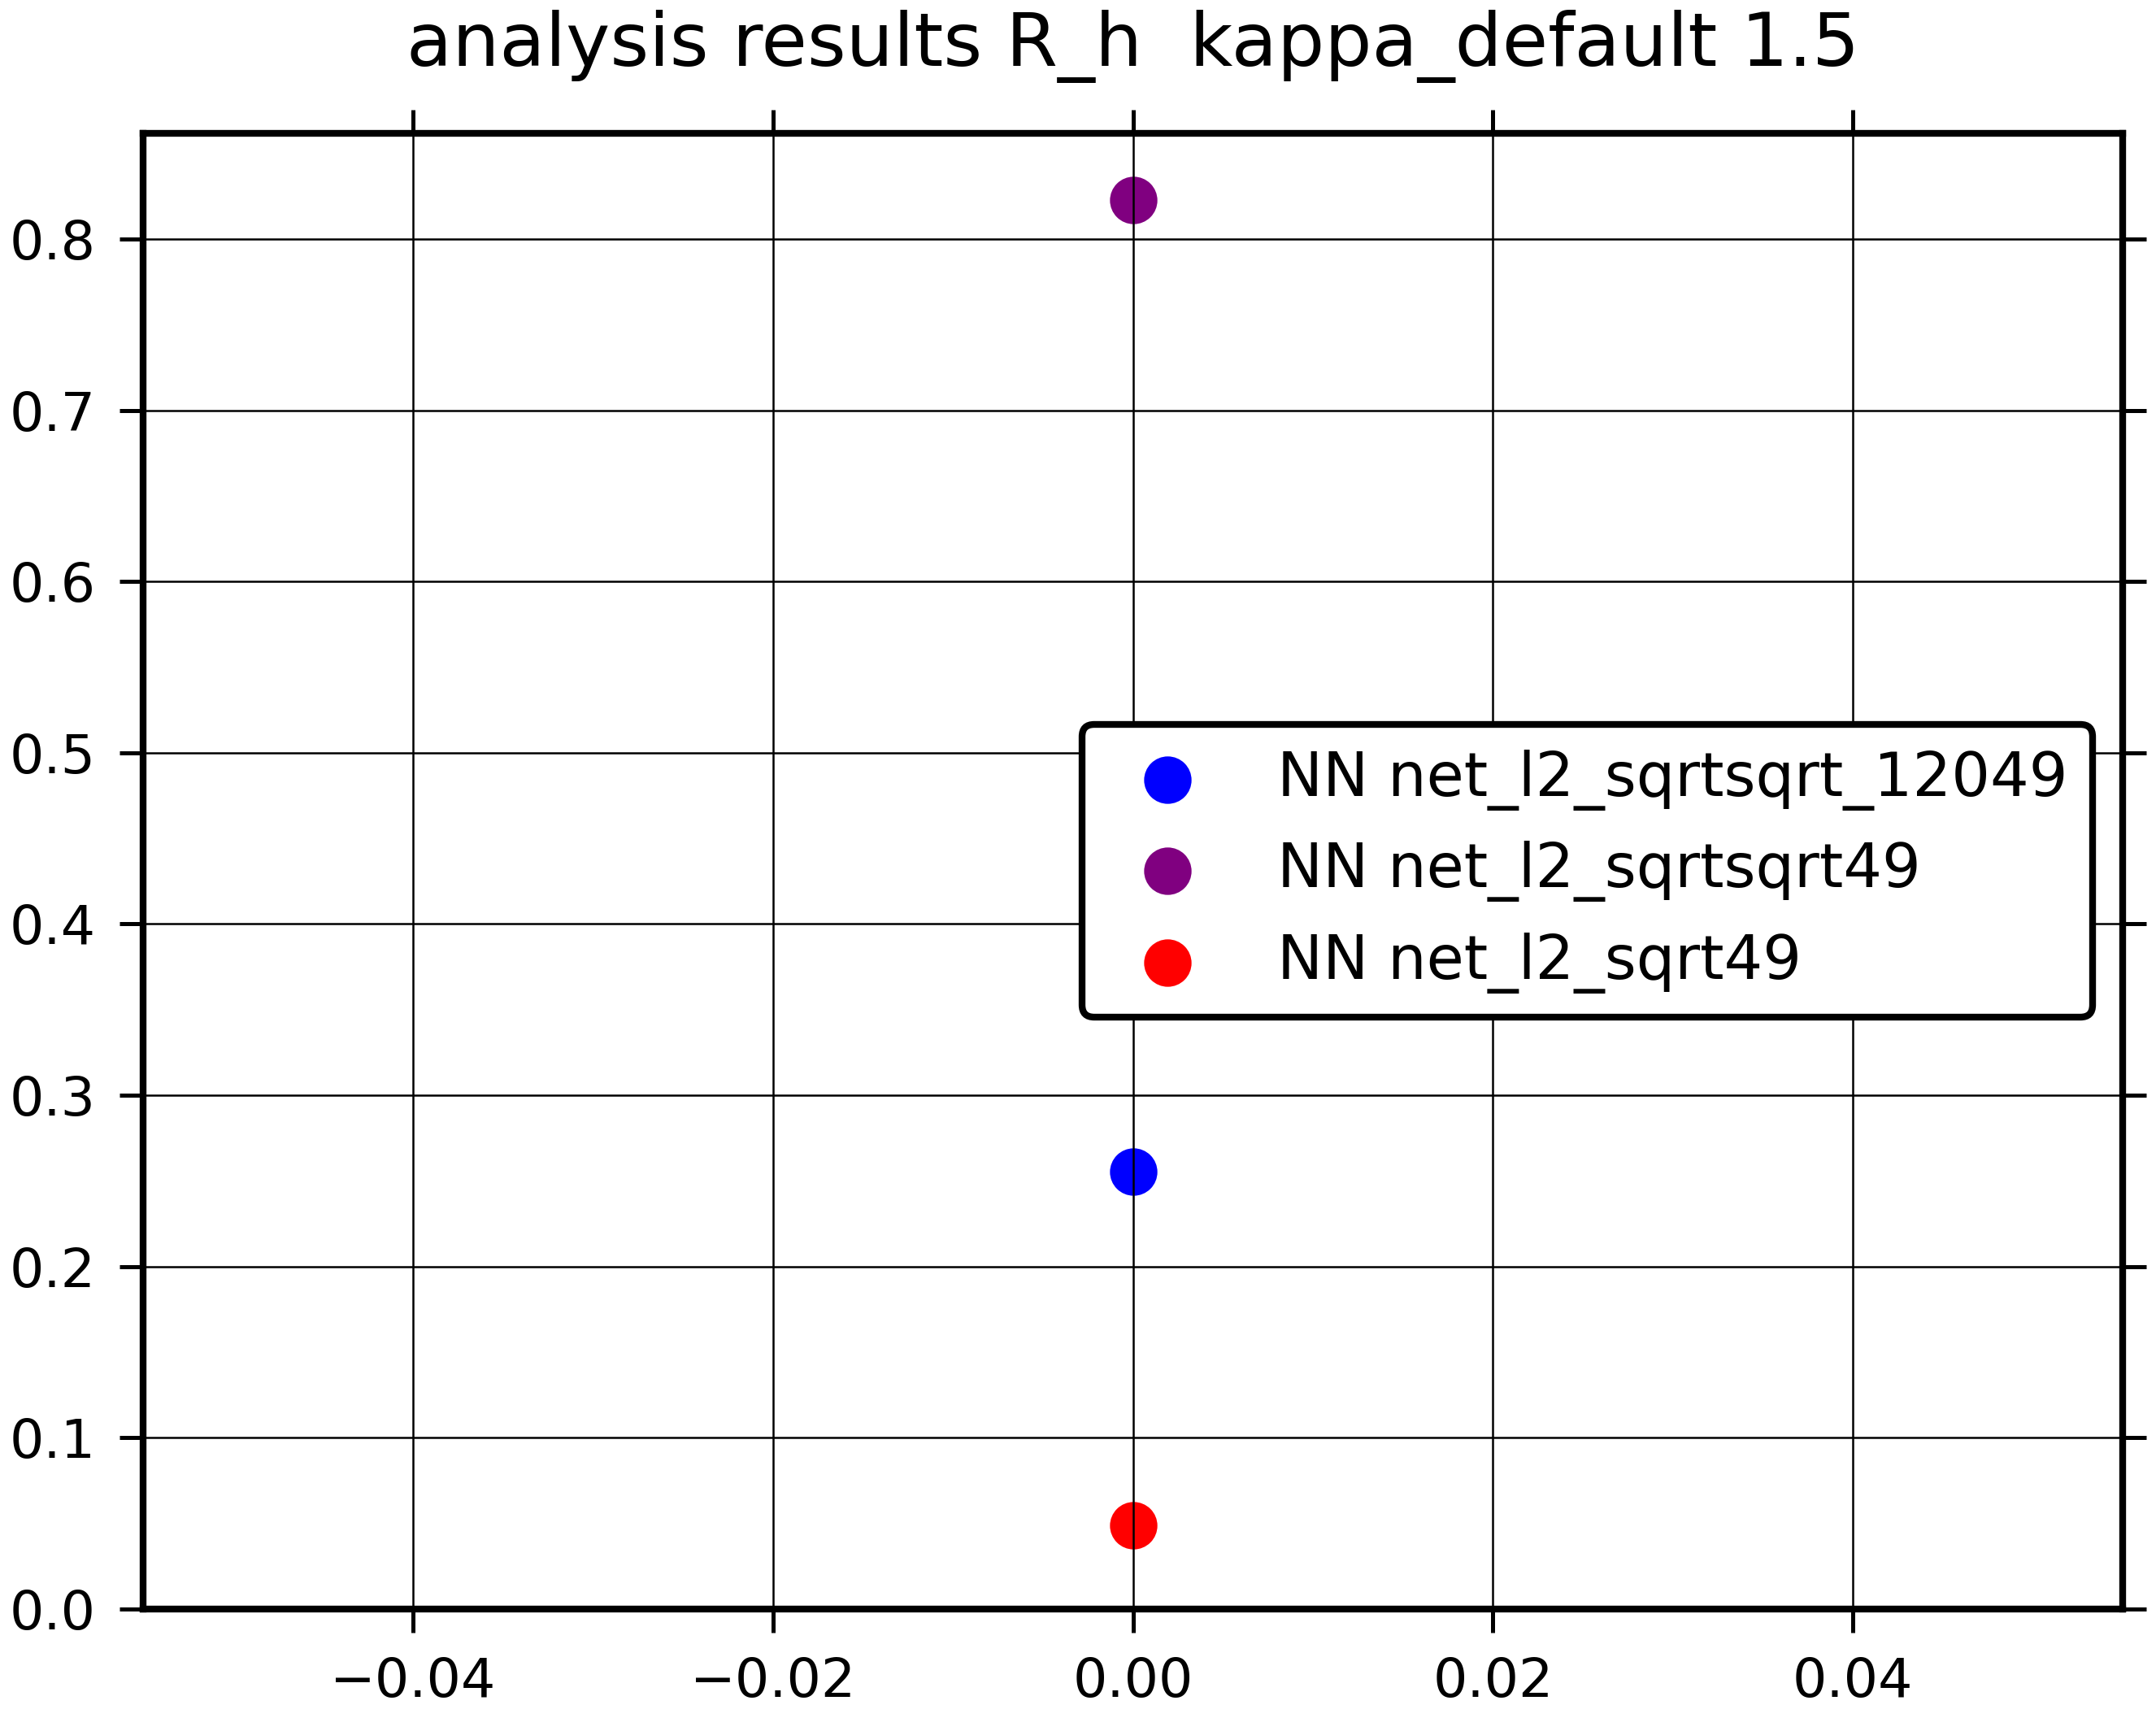 analysis results R_h  kappa_default 1.5
0.8
0.7
0.6
0.5
0.4
0.3
0.2
0.1
0.0
NN net_l2_sqrtsqrt_12049
NN net_l2_sqrtsqrt49
NN net_l2_sqrt49
−0.04 −0.02 0.00 0.02 0.04